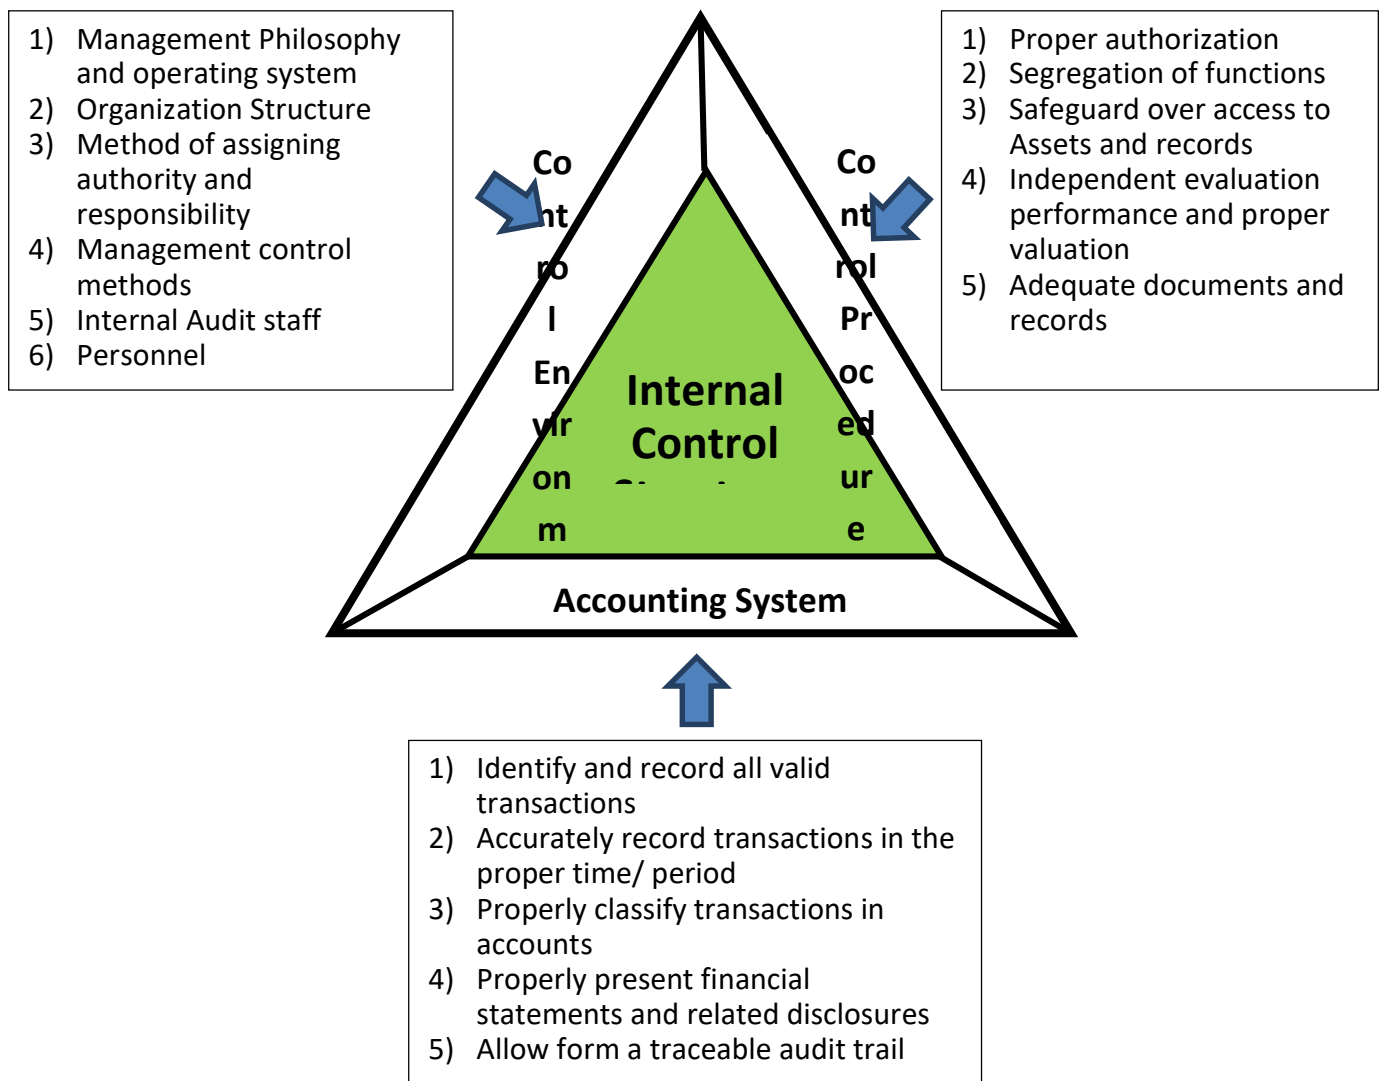 1) Management Philosophy
and operating system
2) Organization Structure
3) Method of assigning
authority and
responsibility
4) Management control
methods
5) Internal Audit staff
6) Personnel
1) Proper authorization
2) Segregation of functions
3) Safeguard over access to
Assets and records
4) Independent evaluation
performance and proper
valuation
5) Adequate documents and
records
Co
nt
ro
l
En
vir
on
m
Internal
Control
Co
nt
rol
Pr
oc
ed
ur
e
Accounting System
1) Identify and record all valid
transactions
2) Accurately record transactions in the
proper time/ period
3) Properly classify transactions in
accounts
4) Properly present financial
statements and related disclosures
5) Allow form a traceable audit trail